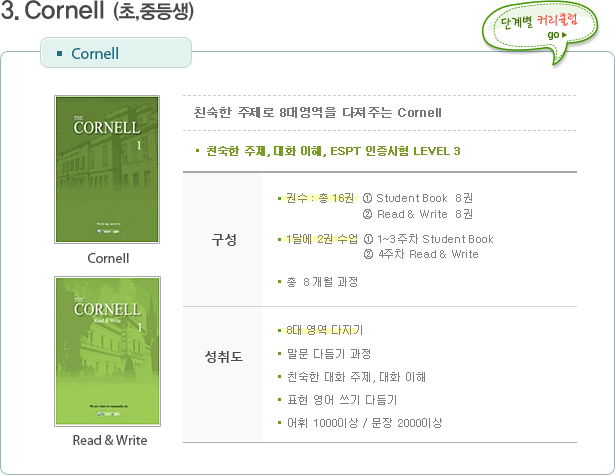 3. Cornell (초,중등생)
단계별 커리큘럼
go
Cornell
THE
CORNELL
1
Cornell
THE
CORNELL
Read & Write
1
Read & Write
친숙한 주제로 8대영역을 다져주는 Cornell
친숙한 주제, 대화 이해, ESPT 인증시험 LEVEL 3
구성
권수 : 총 16권 ① Student Book 8권
② Read & Write 8권
1달에 2권 수업 ① 1~3주차 Student Book
② 4주차 Read & Write
총 8개월 과정
성취도
8대 영역 다지기
말문 다듬기 과정
친숙한 대화 주제, 대화 이해
표현 영어 쓰기 다듬기
어휘 1000이상 / 문장 2000이상